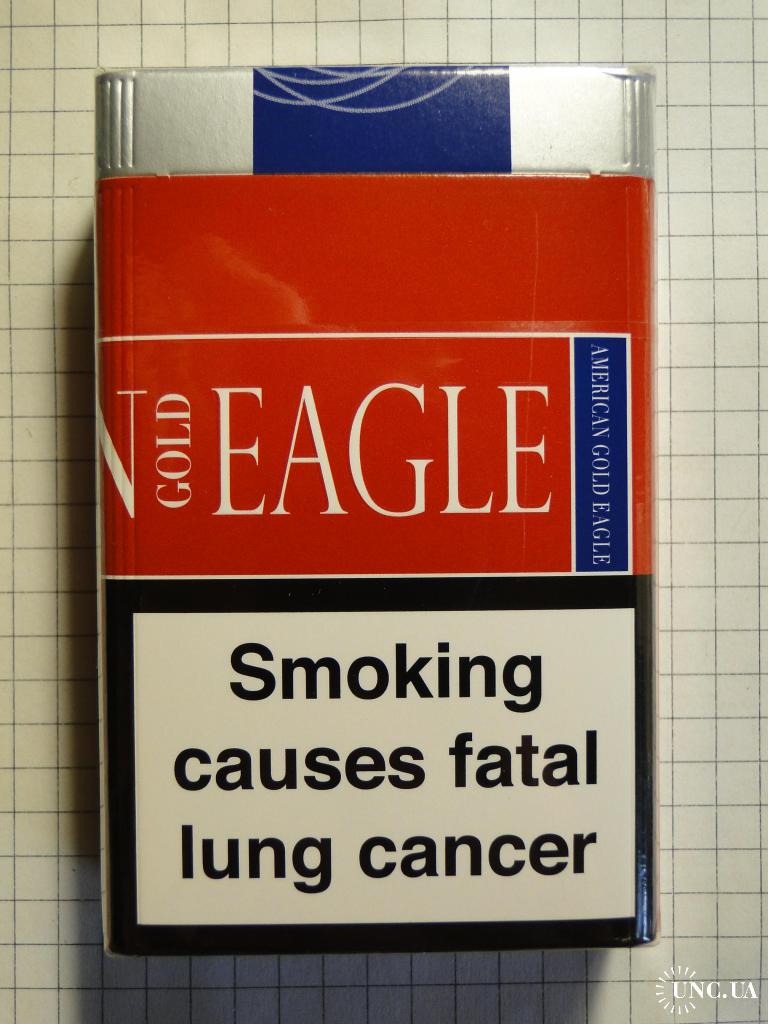 N GOLD EAGLE
AMERICAN GOLD EAGLE
Smoking
causes fatal
lung cancer
UNC.UA